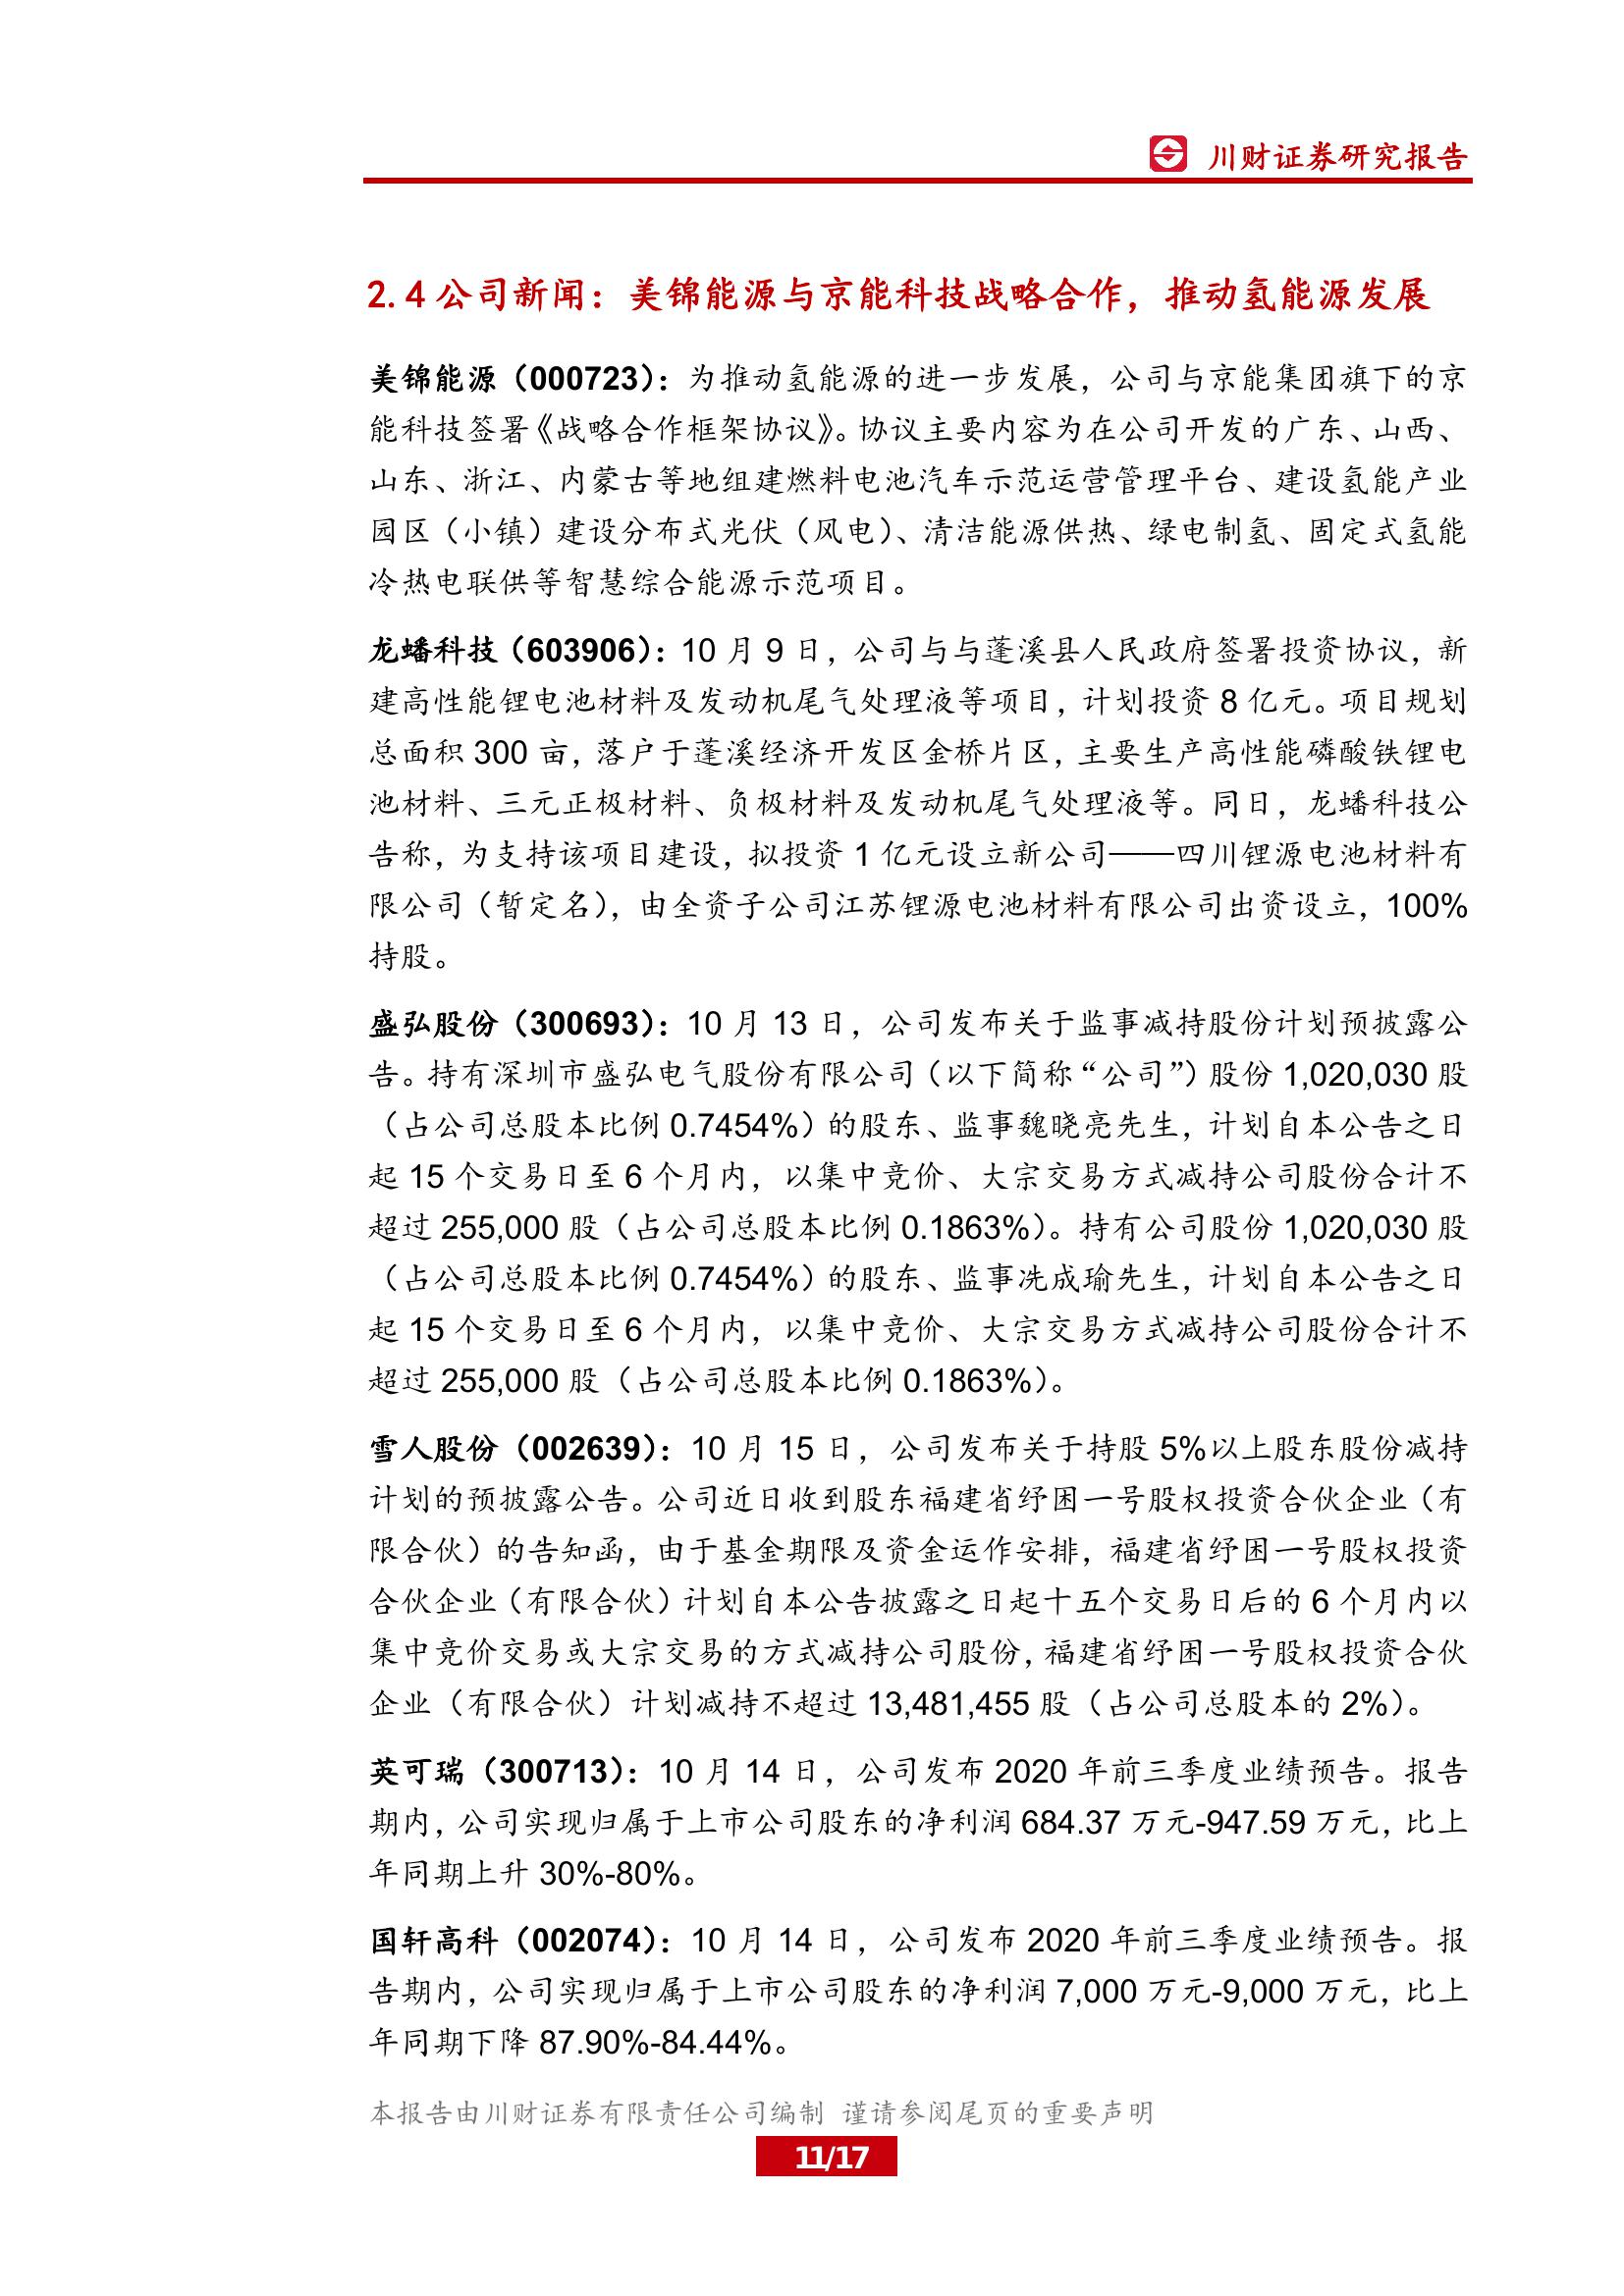 川财证券研究报告
2.4 公司新闻：美锦能源与京能科技战略合作，推动氢能源发展
美锦能源（000723）：为推动氢能源的进一步发展，公司与京能集团旗下的京
能科技签署《战略合作框架协议》。协议主要内容为在公司开发的广东、山西、
山东、浙江、内蒙古等地组建燃料电池汽车示范运营管理平台、建设氢能产业
园区（小镇）建设分布式光伏（风电）、清洁能源供热、绿电制氢、固定式氢能
冷热电联供等智慧综合能源示范项目。
龙蟠科技（603906）：10 月 9 日，公司与与蓬溪县人民政府签署投资协议，新
建高性能锂电池材料及发动机尾气处理液等项目，计划投资 8 亿元。项目规划
总面积 300 亩，落户于蓬溪经济开发区金桥片区，主要生产高性能磷酸铁锂电
池材料、三元正极材料、负极材料及发动机尾气处理液等。同日，龙蟠科技公
告称，为支持该项目建设，拟投资 1 亿元设立新公司——四川锂源电池材料有
限公司（暂定名），由全资子公司江苏锂源电池材料有限公司出资设立，100%
持股。
盛弘股份（300693）：10 月 13 日，公司发布关于监事减持股份计划预披露公
告。持有深圳市盛弘电气股份有限公司（以下简称“公司”）股份 1,020,030 股
（占公司总股本比例 0.7454%）的股东、监事魏晓亮先生，计划自本公告之日
起 15 个交易日至 6 个月内，以集中竞价、大宗交易方式减持公司股份合计不
超过 255,000 股（占公司总股本比例 0.1863%）。持有公司股份 1,020,030 股
（占公司总股本比例 0.7454%）的股东、监事冼成瑜先生，计划自本公告之日
起 15 个交易日至 6 个月内，以集中竞价、大宗交易方式减持公司股份合计不
超过 255,000 股（占公司总股本比例 0.1863%）。
雪人股份（002639）：10 月 15 日，公司发布关于持股 5%以上股东股份减持
计划的预披露公告。公司近日收到股东福建省纾困一号股权投资合伙企业（有
限合伙）的告知函，由于基金期限及资金运作安排，福建省纾困一号股权投资
合伙企业（有限合伙）计划自本公告披露之日起十五个交易日后的 6 个月内以
集中竞价交易或大宗交易的方式减持公司股份，福建省纾困一号股权投资合伙
企业（有限合伙）计划减持不超过 13,481,455 股（占公司总股本的 2%）。
英可瑞（300713）：10 月 14 日，公司发布 2020 年前三季度业绩预告。报告
期内，公司实现归属于上市公司股东的净利润 684.37 万元-947.59 万元，比上
年同期上升 30%-80%。
国轩高科（002074）：10 月 14 日，公司发布 2020 年前三季度业绩预告。报
告期内，公司实现归属于上市公司股东的净利润 7,000 万元-9,000 万元，比上
年同期下降 87.90%-84.44%。
本报告由川财证券有限责任公司编制 谨请参阅尾页的重要声明
11/17